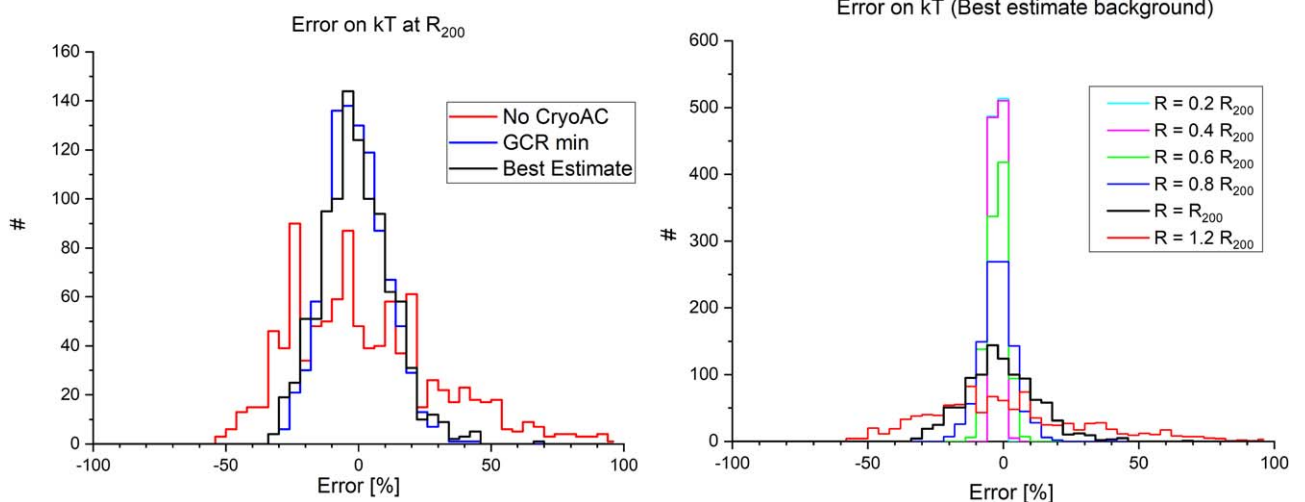 Error on kT at R₂₀₀
160
140
120
100
80
60
40
20
0
#
-100 -50 0 50 100
Error [%]
No CryoAC
GCR min
Best Estimate
Error on kT (Best estimate background)
600
500
400
300
200
100
0
#
-100 -50 0 50 100
Error [%]
R = 0.2 R₂₀₀
R = 0.4 R₂₀₀
R = 0.6 R₂₀₀
R = 0.8 R₂₀₀
R = R₂₀₀
R = 1.2 R₂₀₀